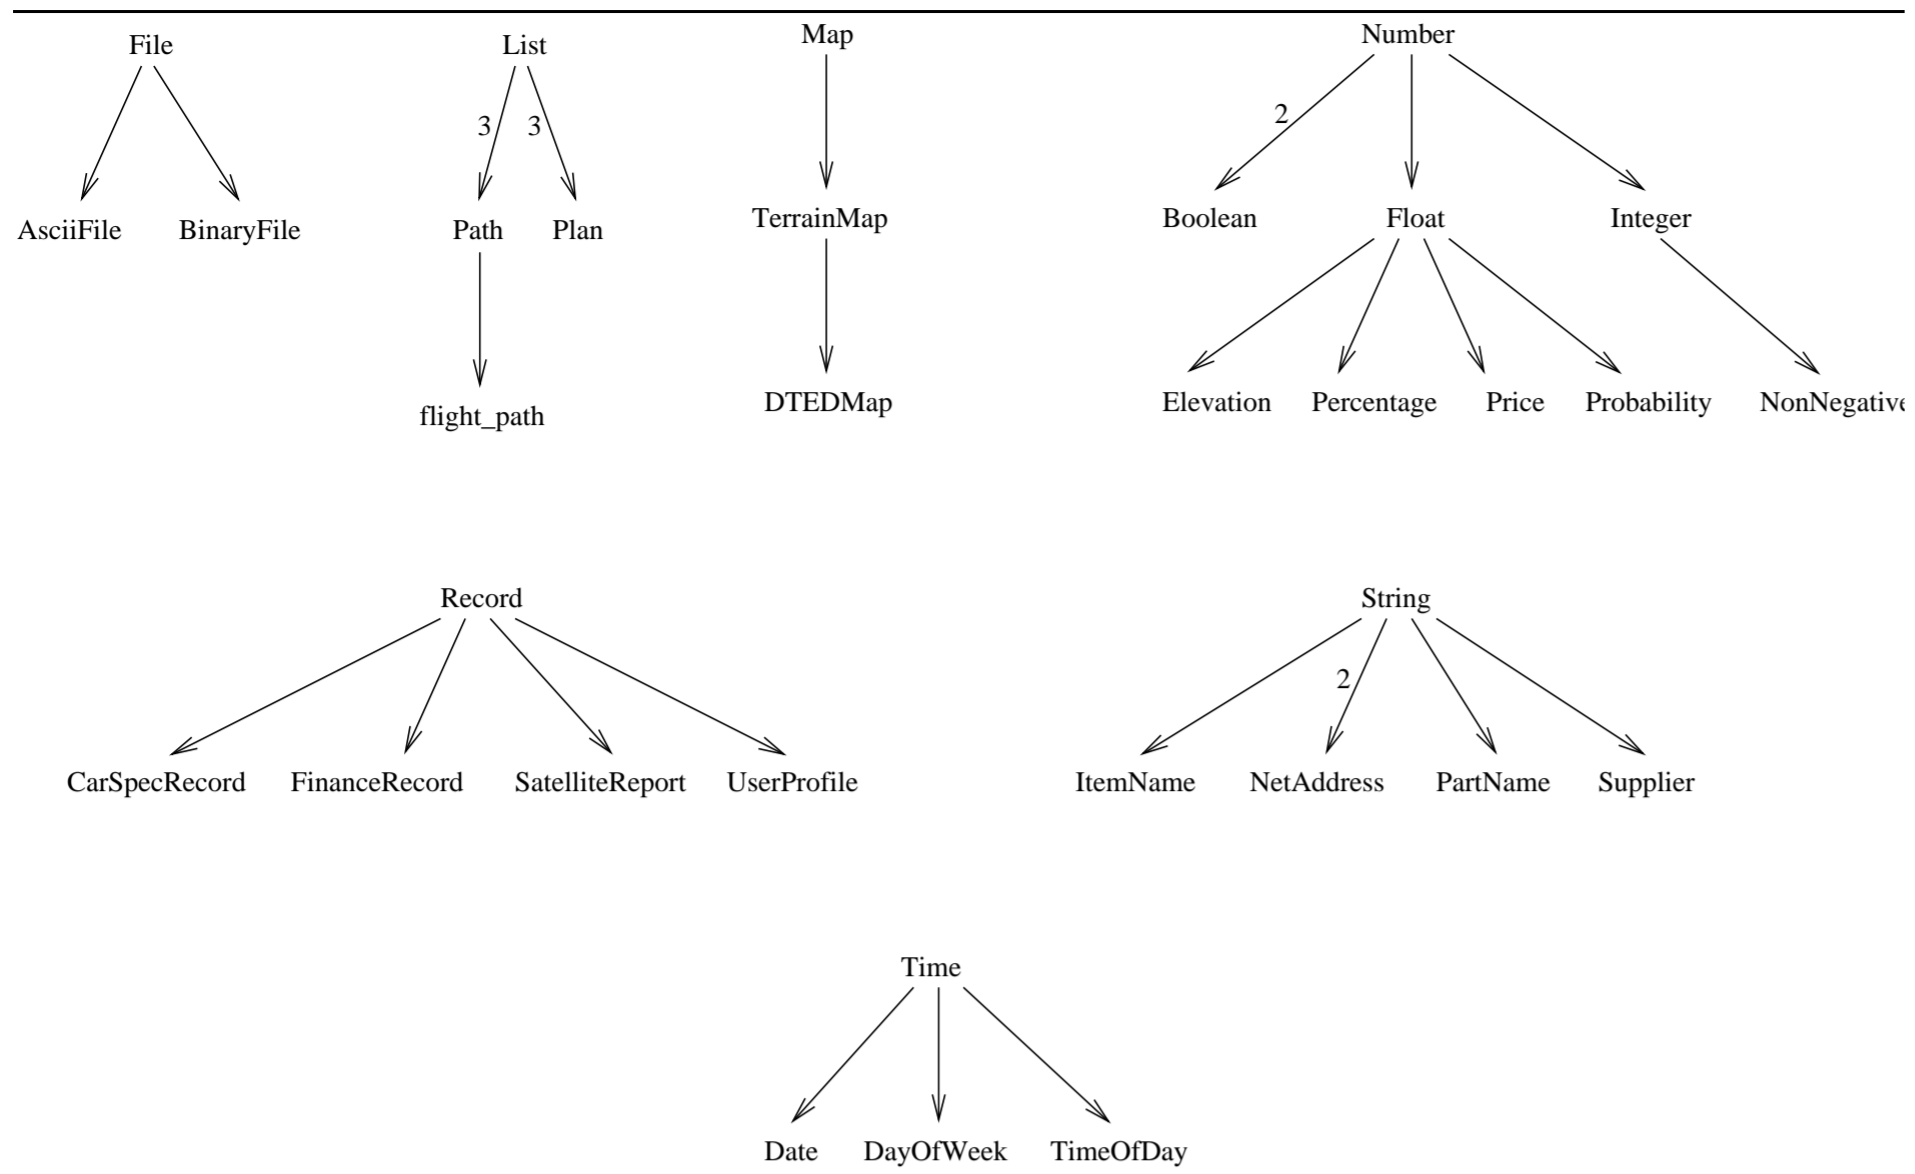 File
List
Map
Number
3
3
2
AsciiFile
BinaryFile
Path
Plan
TerrainMap
Boolean
Float
Integer
flight_path
DTEDMap
Elevation
Percentage
Price
Probability
NonNegative
Record
String
2
CarSpecRecord
FinanceRecord
SatelliteReport
UserProfile
ItemName
NetAddress
PartName
Supplier
Time
Date
DayOfWeek
TimeOfDay